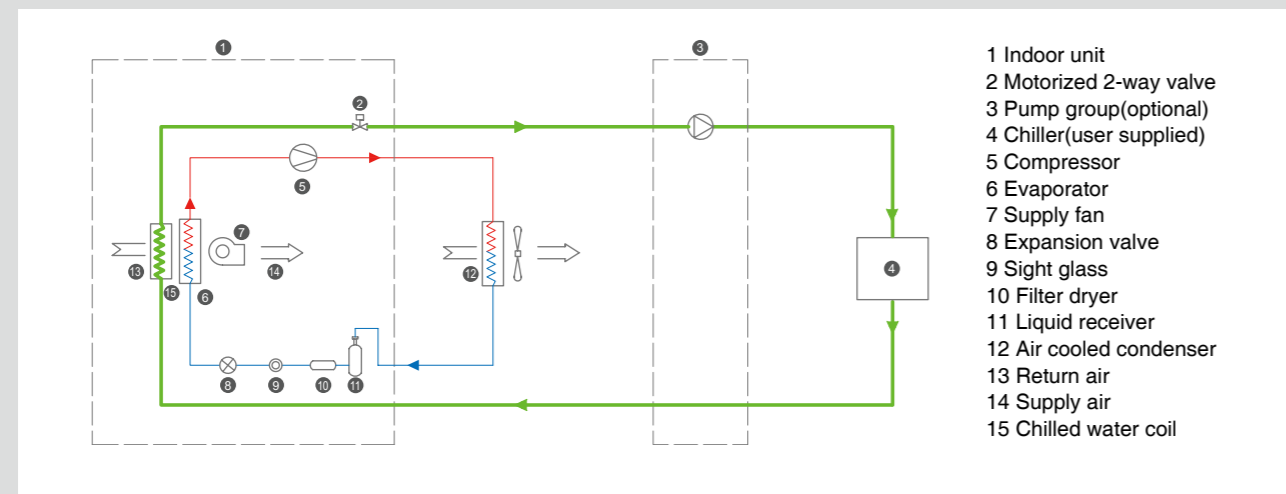 1
3
2
5
7
13
15
6
14
12
4
8
9
10
11
1 Indoor unit
2 Motorized 2-way valve
3 Pump group(optional)
4 Chiller(user supplied)
5 Compressor
6 Evaporator
7 Supply fan
8 Expansion valve
9 Sight glass
10 Filter dryer
11 Liquid receiver
12 Air cooled condenser
13 Return air
14 Supply air
15 Chilled water coil